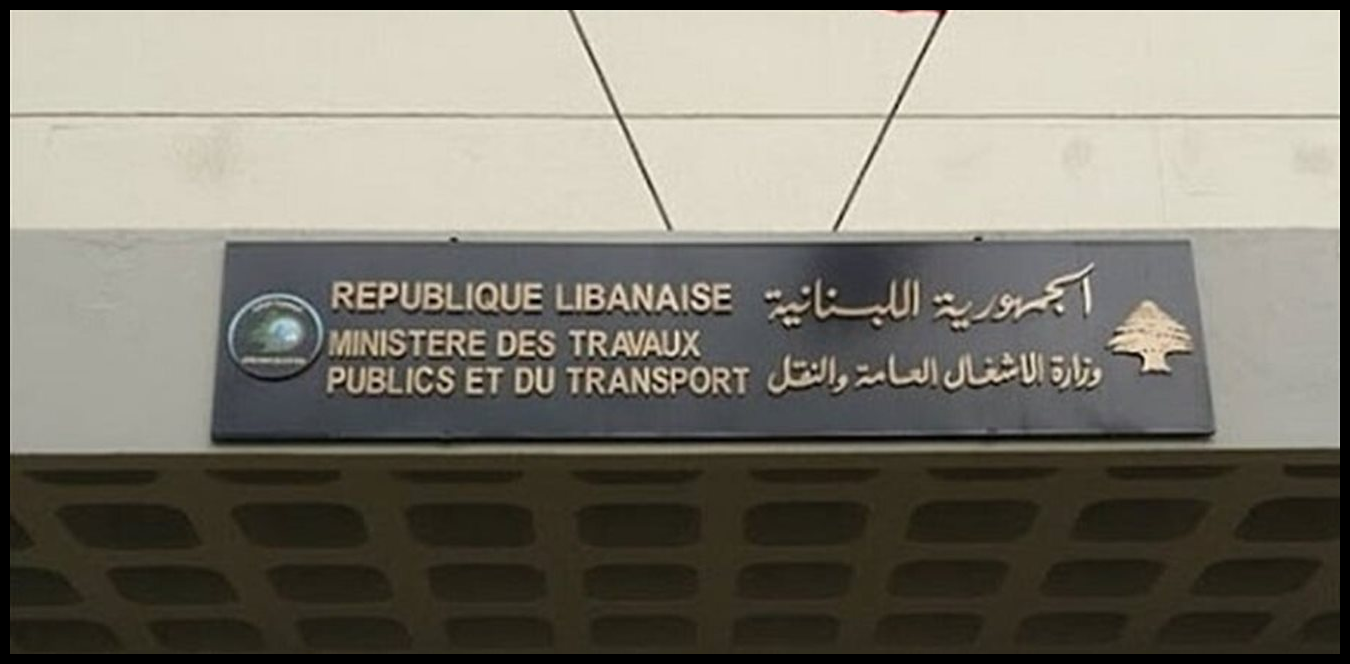 REPUBLIQUE LIBANAISE
MINISTERE DES TRAVAUX
PUBLICS ET DU TRANSPORT
الجمهورية اللبنانية
وزارة الاشغال العامة والنقل